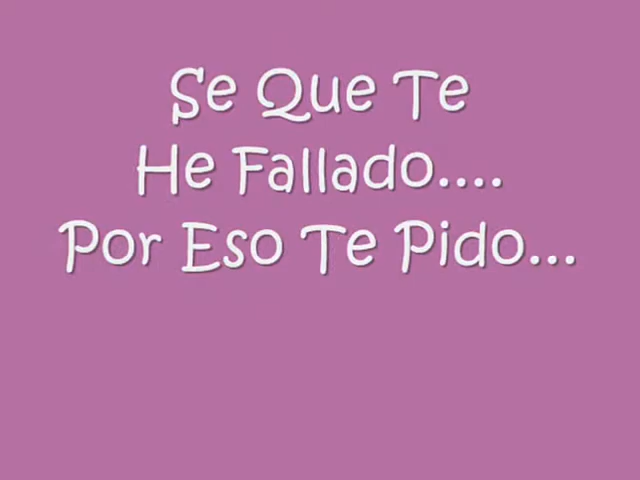 Se Que Te
He Fallado....
Por Eso Te Pido...